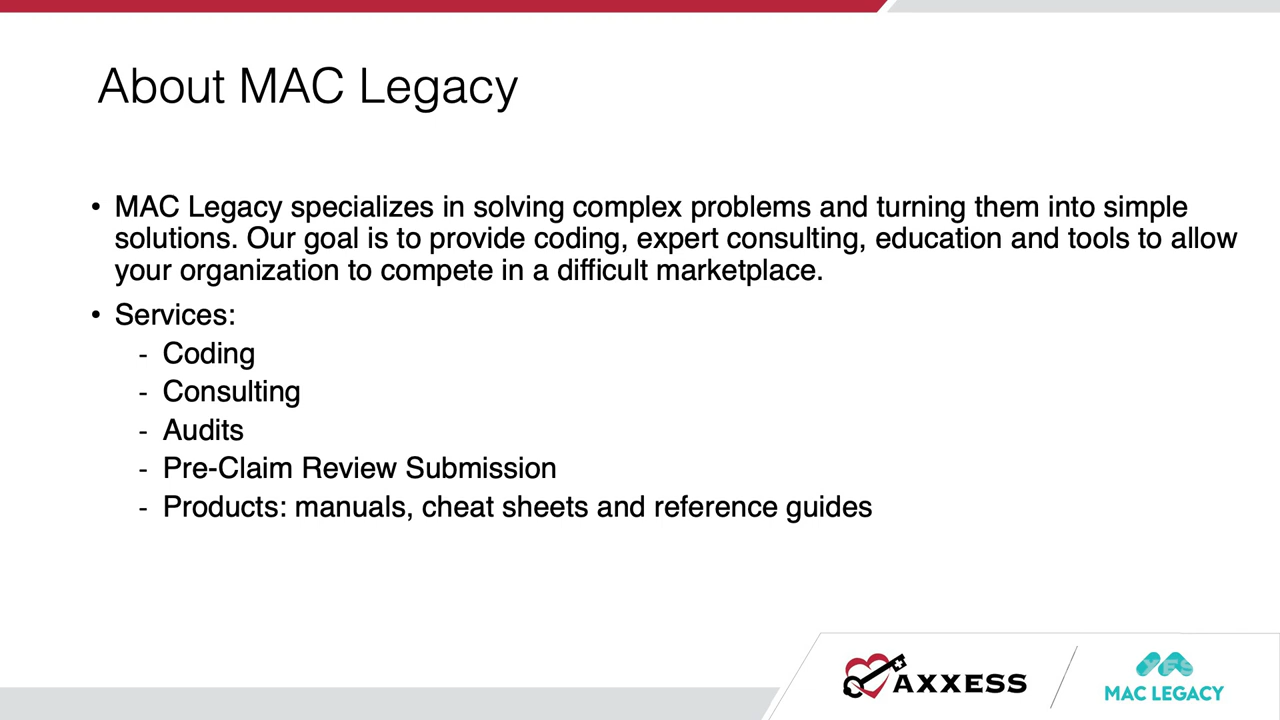 About MAC Legacy
• MAC Legacy specializes in solving complex problems and turning them into simple
solutions. Our goal is to provide coding, expert consulting, education and tools to allow
your organization to compete in a difficult marketplace.
• Services:
- Coding
- Consulting
- Audits
- Pre-Claim Review Submission
- Products: manuals, cheat sheets and reference guides
AXXESS
MAC LEGACY